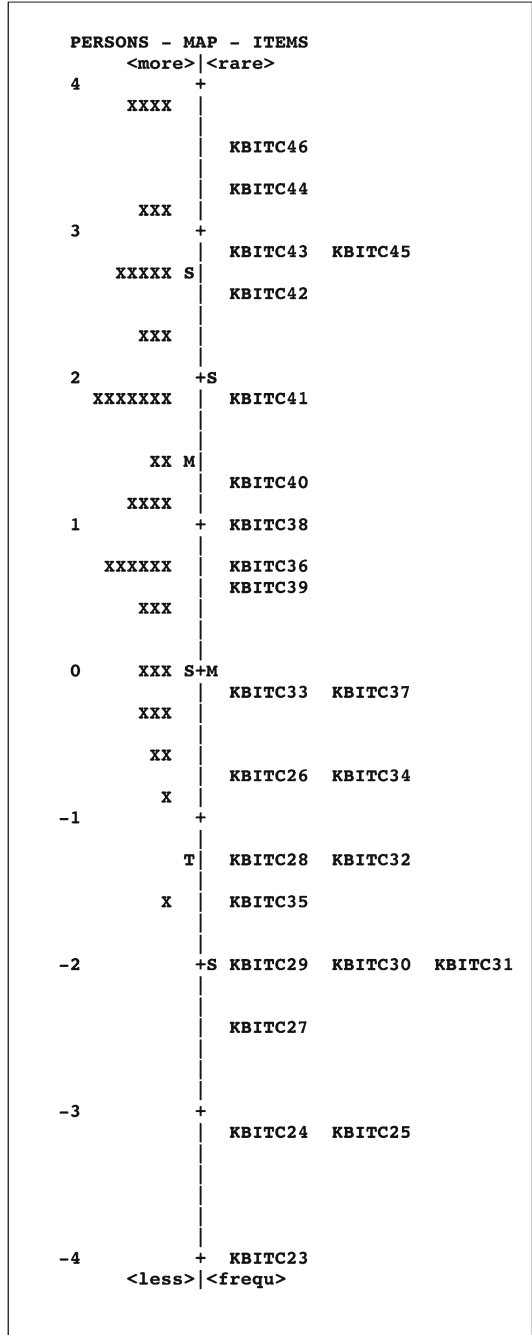 PERSONS - MAP - ITEMS
<more>|<rare>
4 +
XXXX |
| KBITC46
| KBITC44
XXX |
3 +
| KBITC43 KBITC45
XXXXX S|
| KBITC42
XXX |
2 +S
XXXXXXX | KBITC41
XX M|
| KBITC40
XXXX |
1 + KBITC38
XXXXXX | KBITC36
| KBITC39
XXX |
0 XXX S+M
| KBITC33 KBITC37
XXX |
XX |
| KBITC26 KBITC34
X |
-1 +
T| KBITC28 KBITC32
X | KBITC35
-2 +S KBITC29 KBITC30 KBITC31
| KBITC27
-3 +
| KBITC24 KBITC25
-4 + KBITC23
<less>|<frequ>